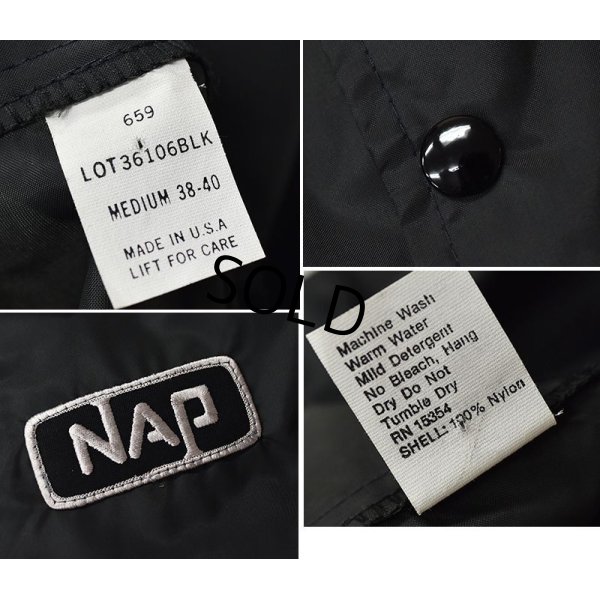 659
LOT36106BLK
MEDIUM 38-40
MADE IN U.S.A
LIFT FOR CARE
SOLD
NAP
Machine Wash
Warm Water
Mild Detergent
No Bleach, Hang
Dry Do Not
Tumble Dry
RN 15354
SHELL: 100% Nylon